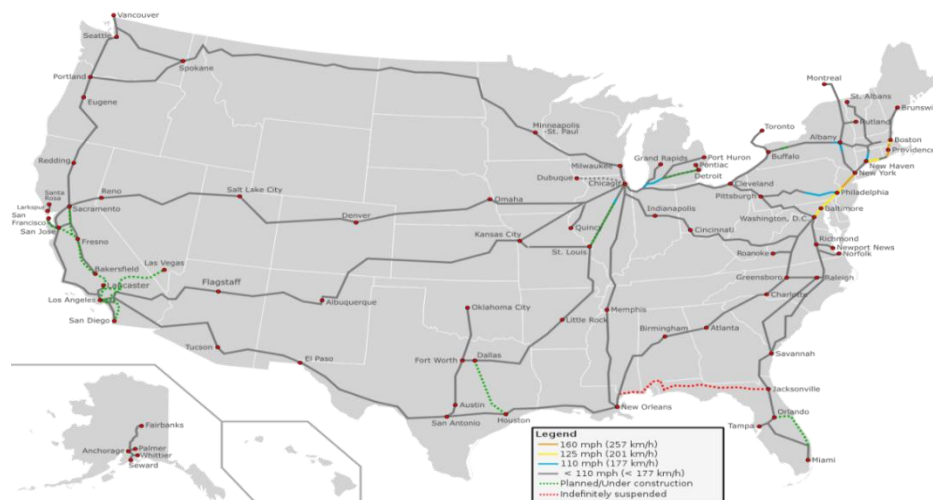 Vancouver
Seattle
Spokane
Portland
Eugene
Redding
Santa
Rosa
Larkspur
San
Francisco
San Jose
Sacramento
Reno
Fresno
Salt Lake City
Denver
Omaha
Minneapolis
-St. Paul
Milwaukee
Dubuque
Chicago
Grand Rapids
Port Huron
Pontiac
Detroit
Toronto
Buffalo
Montreal
St. Albans
Rutland
Albany
Brunswi
Boston
Providence
New Haven
New York
Cleveland
Pittsburgh
Philadelphia
Baltimore
Washington, D.C.
Indianapolis
Cincinnati
Quincy
Kansas City
St. Louis
Richmond
Newport News
Norfolk
Roanoke
Greensboro
Raleigh
Charlotte
Bakersfield
Las Vegas
Lancaster
Los Angeles
San Diego
Flagstaff
Albuquerque
Oklahoma City
Little Rock
Memphis
Birmingham
Atlanta
Savannah
Tucson
El Paso
Fort Worth
Dallas
Austin
San Antonio
Houston
New Orleans
Jacksonville
Orlando
Tampa
Miami
Fairbanks
Anchorage
Palmer
Whittier
Seward
Legend
160 mph (257 km/h)
125 mph (201 km/h)
110 mph (177 km/h)
< 110 mph (< 177 km/h)
Planned/Under construction
Indefinitely suspended